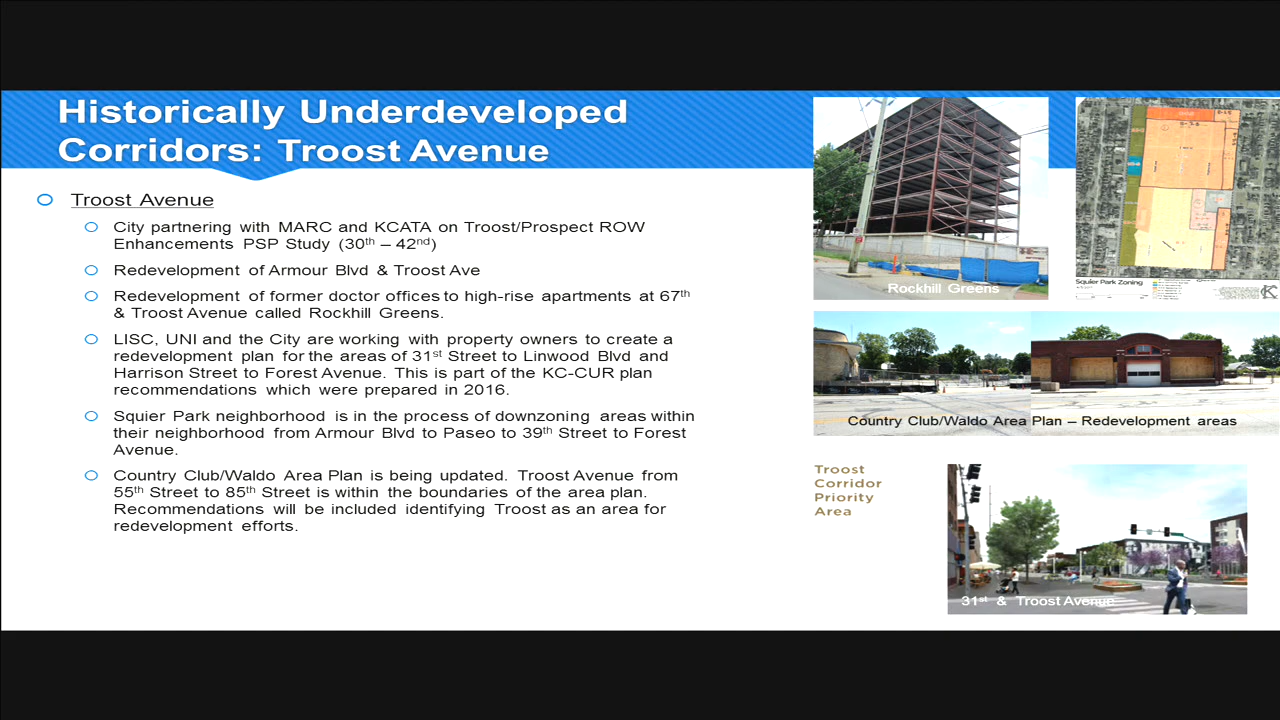 Historically Underdeveloped
Corridors: Troost Avenue
Troost Avenue
City partnering with MARC and KCATA on Troost/Prospect ROW
Enhancements PSP Study (30th – 42nd)
Redevelopment of Armour Blvd & Troost Ave
Redevelopment of former doctor offices to high-rise apartments at 67th
& Troost Avenue called Rockhill Greens.
LISC, UNI and the City are working with property owners to create a
redevelopment plan for the areas of 31st Street to Linwood Blvd and
Harrison Street to Forest Avenue. This is part of the KC-CUR plan
recommendations which were prepared in 2016.
Squier Park neighborhood is in the process of downzoning areas within
their neighborhood from Armour Blvd to Paseo to 39th Street to Forest
Avenue.
Country Club/Waldo Area Plan is being updated. Troost Avenue from
55th Street to 85th Street is within the boundaries of the area plan.
Recommendations will be included identifying Troost as an area for
redevelopment efforts.
Rockhill Greens
Squier Park Zoning
KC
Country Club/Waldo Area Plan – Redevelopment areas
Troost
Corridor
Priority
Area
31st & Troost Avenue